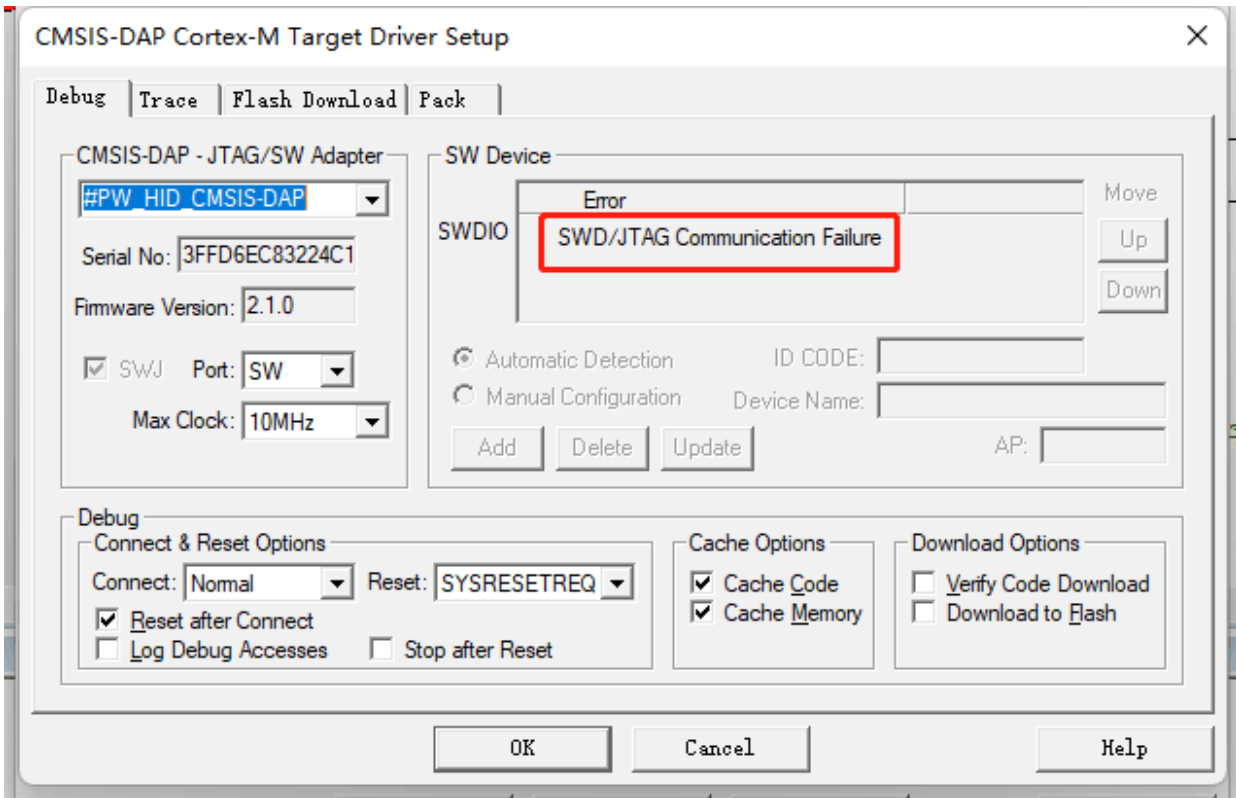 CMSIS-DAP Cortex-M Target Driver Setup
Debug Trace Flash Download Pack
CMSIS-DAP - JTAG/SW Adapter
#PW_HID_CMSIS-DAP
Serial No: 3FFD6EC83224C1
Firmware Version: 2.1.0
SWJ Port: SW
Max Clock: 10MHz
SW Device
Error
SWDIO SWD/JTAG Communication Failure
Move
Up
Down
Automatic Detection ID CODE:
Manual Configuration Device Name:
Add Delete Update AP:
Debug
Connect & Reset Options
Connect: Normal Reset: SYSRESETREQ
Reset after Connect
Log Debug Accesses Stop after Reset
Cache Options
Cache Code
Cache Memory
Download Options
Verify Code Download
Download to Flash
OK Cancel Help